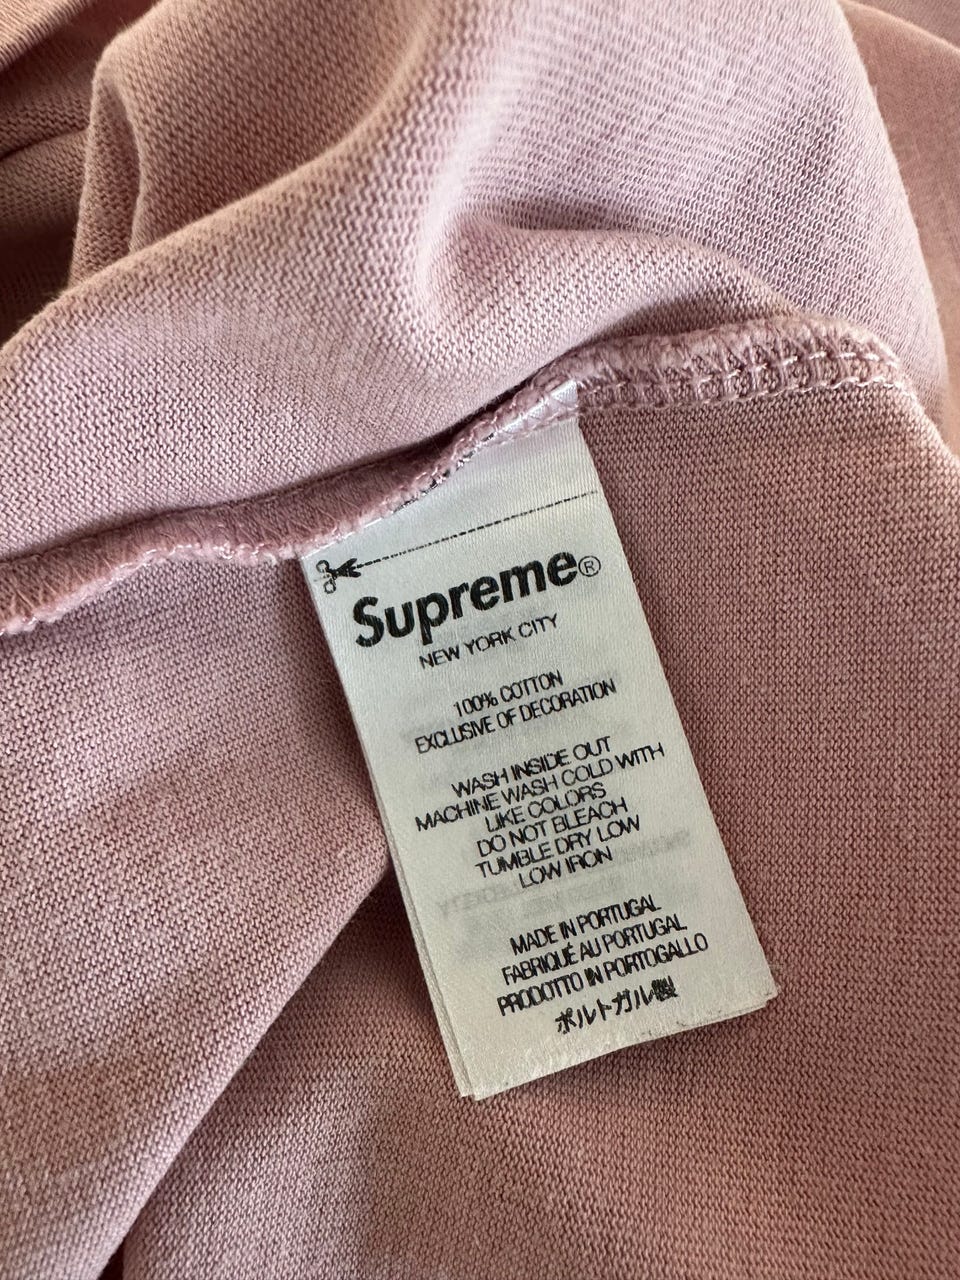 Supreme®
NEW YORK CITY
100% COTTON
EXCLUSIVE OF DECORATION
WASH INSIDE OUT
MACHINE WASH COLD WITH
LIKE COLORS
DO NOT BLEACH
TUMBLE DRY LOW
LOW IRON
MADE IN PORTUGAL
FABRIQUÉ AU PORTUGAL
PRODOTTO IN PORTOGALLO
ポルトガル製